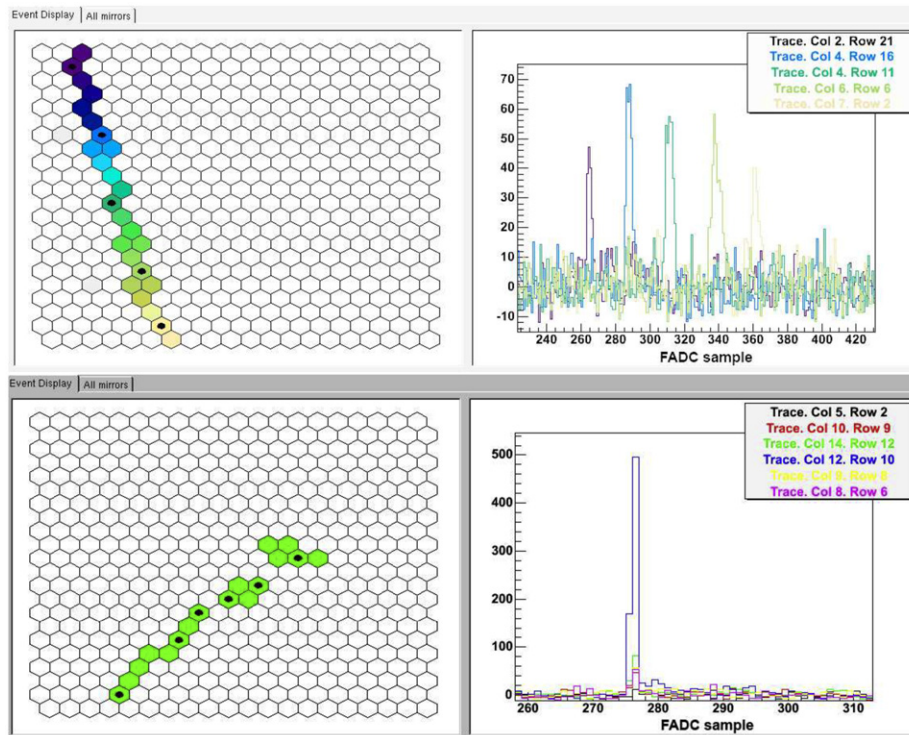 Event Display All mirrors
Trace. Col 2. Row 21
Trace. Col 4. Row 16
Trace. Col 4. Row 11
Trace. Col 6. Row 6
Trace. Col 7. Row 2
70
60
50
40
30
20
10
0
-10
240 260 280 300 320 340 360 380 400 420
FADC sample
Event Display All mirrors
Trace. Col 5. Row 2
Trace. Col 10. Row 9
Trace. Col 14. Row 12
Trace. Col 12. Row 10
Trace. Col 8. Row 6
500
400
300
200
100
0
260 270 280 290 300 310
FADC sample